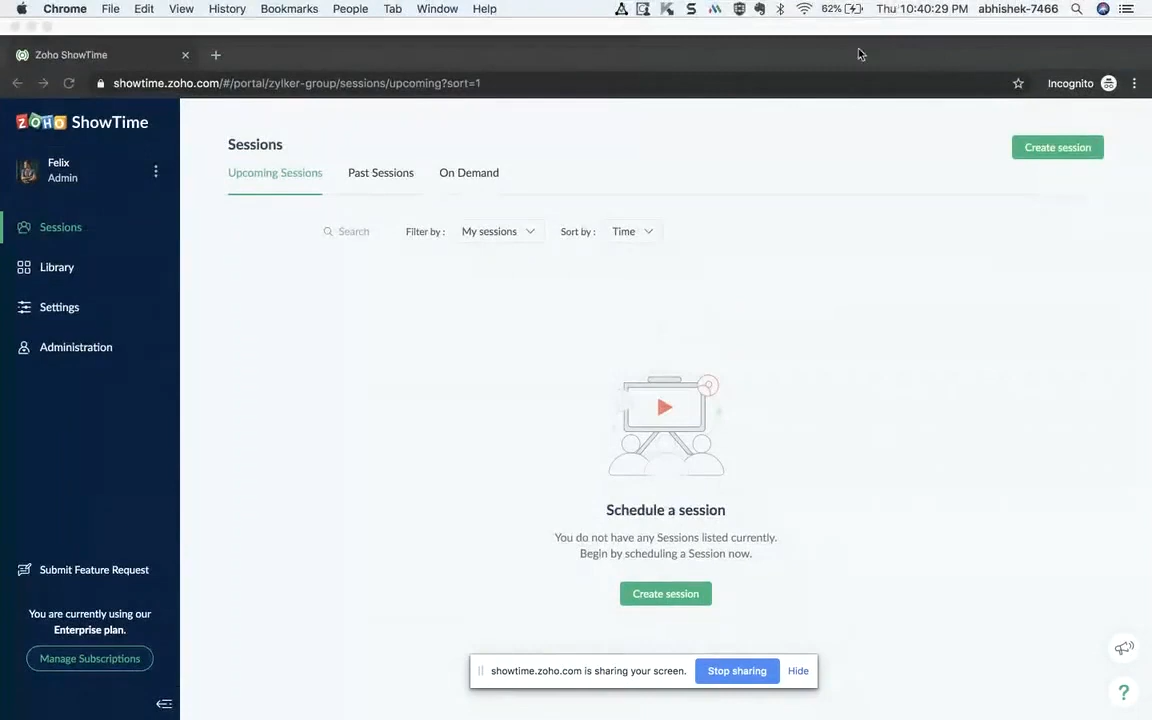 Chrome File Edit View History Bookmarks People Tab Window Help 62% Thu 10:40:29 PM abhishek-7466
Zoho ShowTime
showtime.zoho.com/#/portal/zylker-group/sessions/upcoming?sort=1 Incognito
ZOHO ShowTime
Felix
Admin
Sessions
Library
Settings
Administration
Submit Feature Request
You are currently using our
Enterprise plan.
Manage Subscriptions
Sessions
Create session
Upcoming Sessions Past Sessions On Demand
Search Filter by : My sessions Sort by : Time
Schedule a session
You do not have any Sessions listed currently.
Begin by scheduling a Session now.
Create session
showtime.zoho.com is sharing your screen. Stop sharing Hide
?